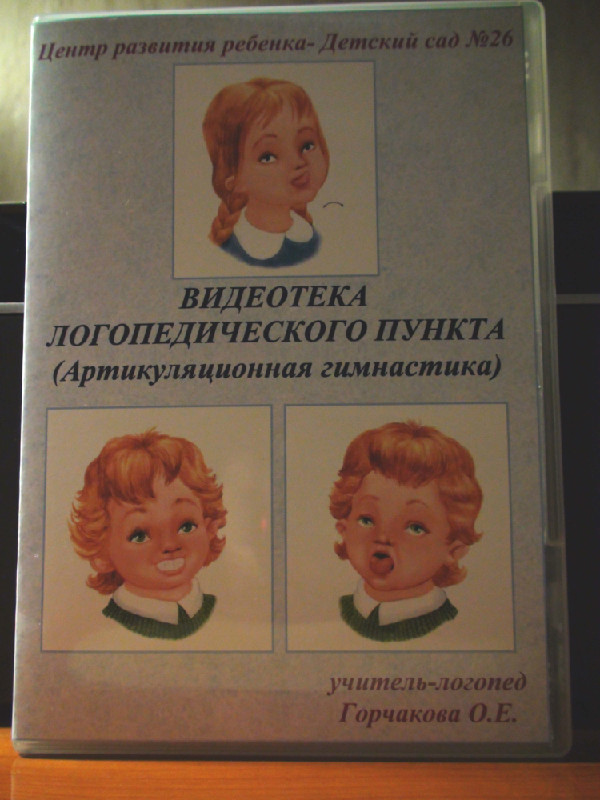 Центр развития ребенка- Детский сад №26
ВИДЕОТЕКА
ЛОГОПЕДИЧЕСКОГО ПУНКТА
(Артикуляционная гимнастика)
учитель-логопед
Горчакова О.Е.